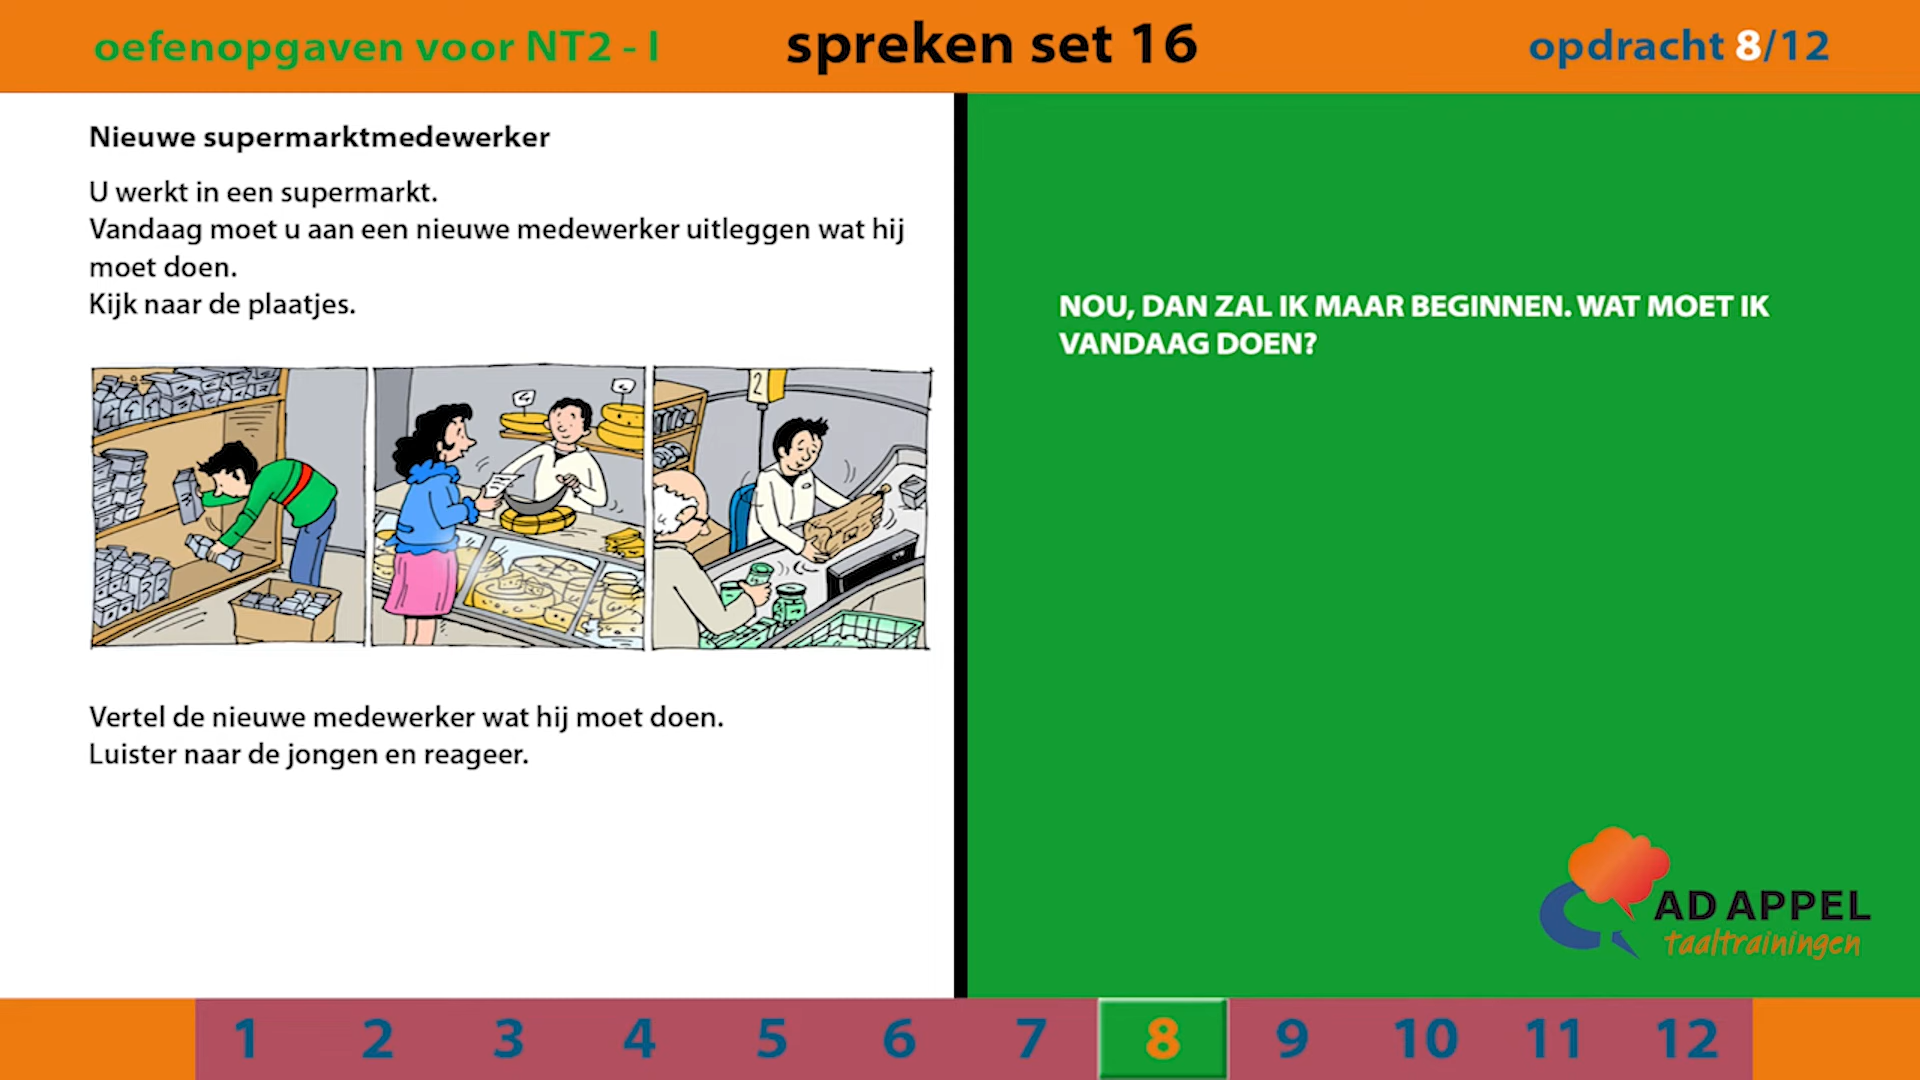 oefenopgaven voor NT2 - I
spreken set 16
opdracht 8/12
Nieuwe supermarktmedewerker
U werkt in een supermarkt.
Vandaag moet u aan een nieuwe medewerker uitleggen wat hij
moet doen.
Kijk naar de plaatjes.
2
Vertel de nieuwe medewerker wat hij moet doen.
Luister naar de jongen en reageer.
NOU, DAN ZAL IK MAAR BEGINNEN. WAT MOET IK
VANDAAG DOEN?
AD APPEL
taaltrainingen
1 2 3 4 5 6 7 8 9 10 11 12